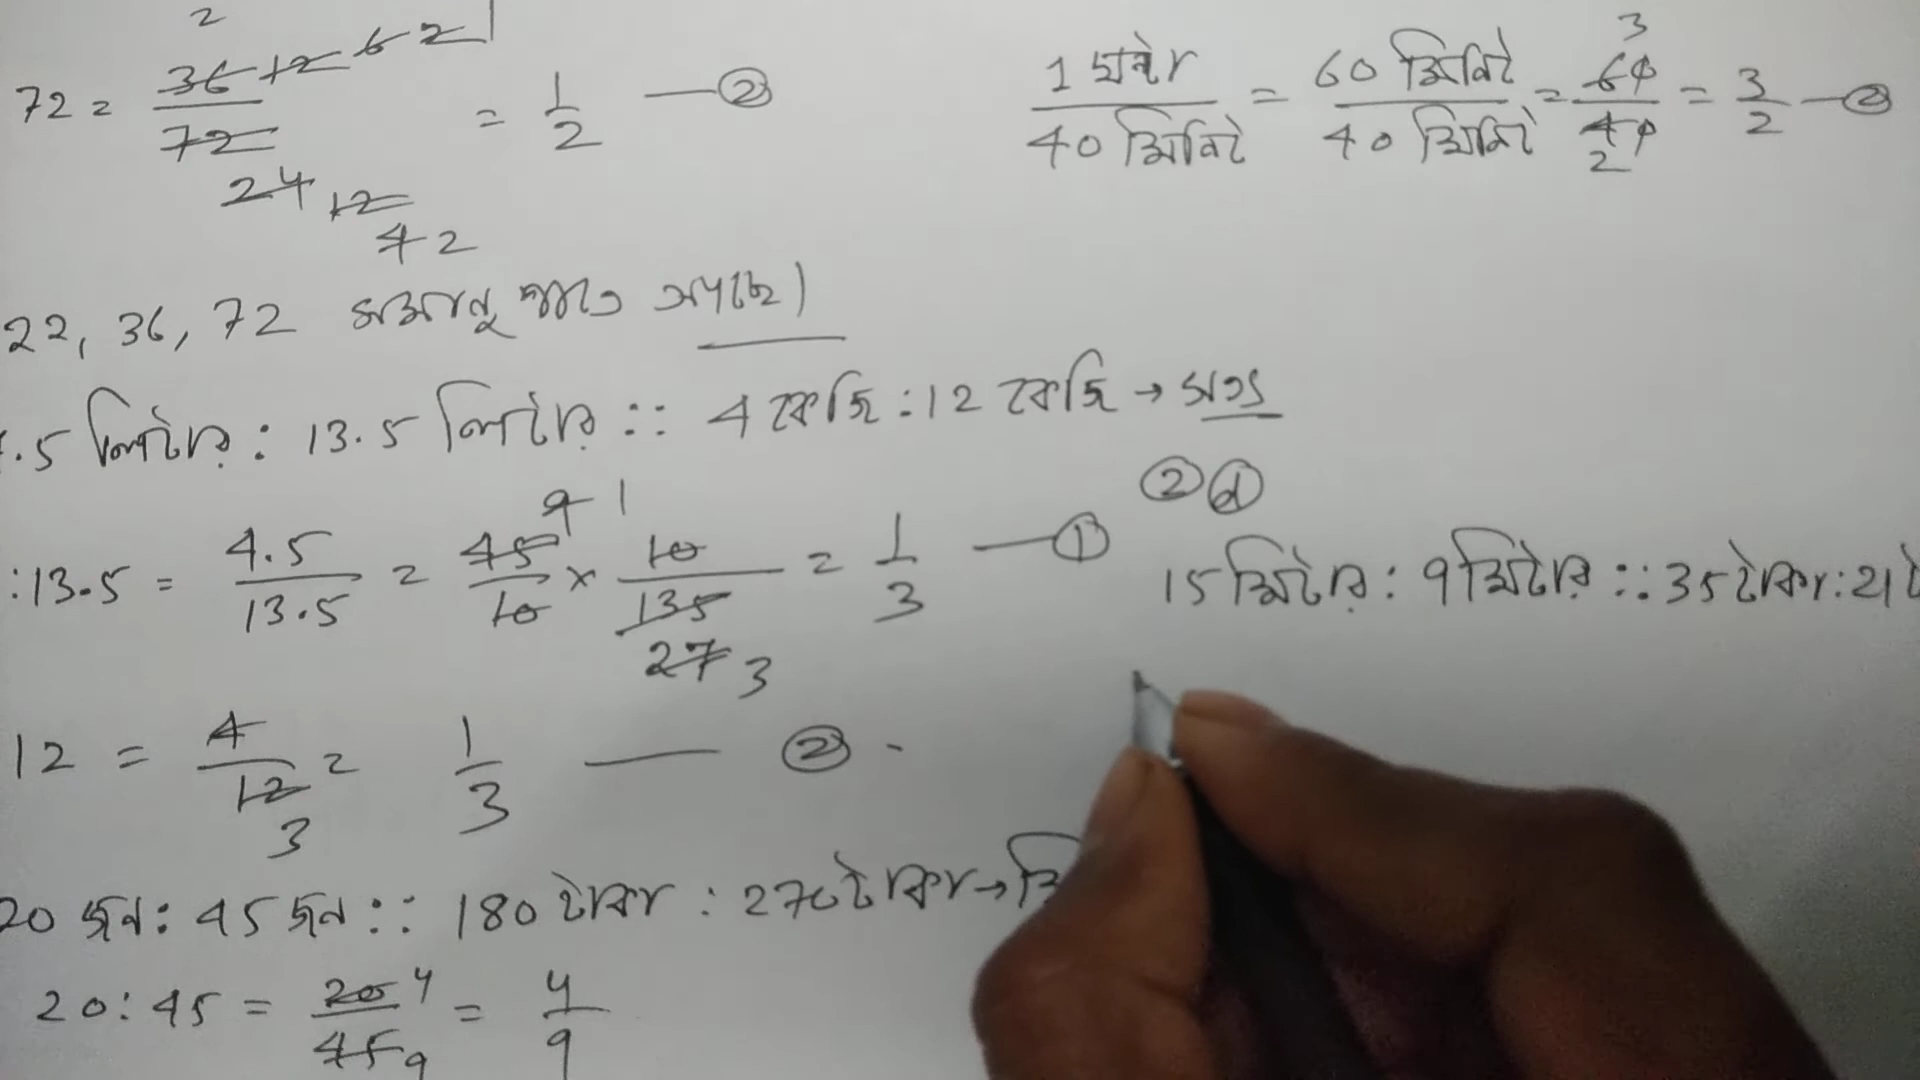 72 = 36/72 = 1/2 —②
1 ঘন্টা/40 মিনিট = 60 মিনিট/40 মিনিট = 60/40 = 3/2 —②
22, 36, 72 সমানুপাতে আছে।
.5 লিটার : 13.5 লিটার :: 4 কেজি : 12 কেজি → সত্য
:13.5 = 4.5/13.5 = 45/10 × 10/135 = 1/3 —①
②
15 মিটার : 9 মিটার :: 35 টাকা : 21
12 = 4/12 = 1/3 — ②
20 জন : 45 জন :: 180 টাকা : 270 টাকা →
20 : 45 = 20/45 = 4/9